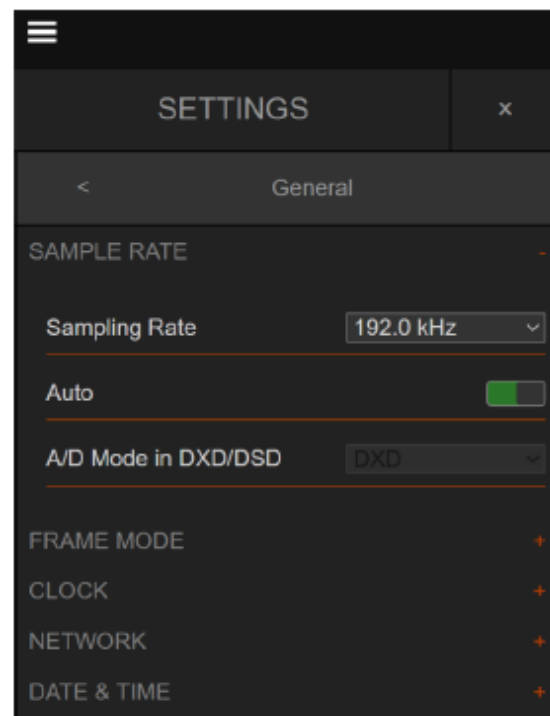 SETTINGS x
< General
SAMPLE RATE -
Sampling Rate 192.0 kHz
Auto
A/D Mode in DXD/DSD DXD
FRAME MODE +
CLOCK +
NETWORK +
DATE & TIME +